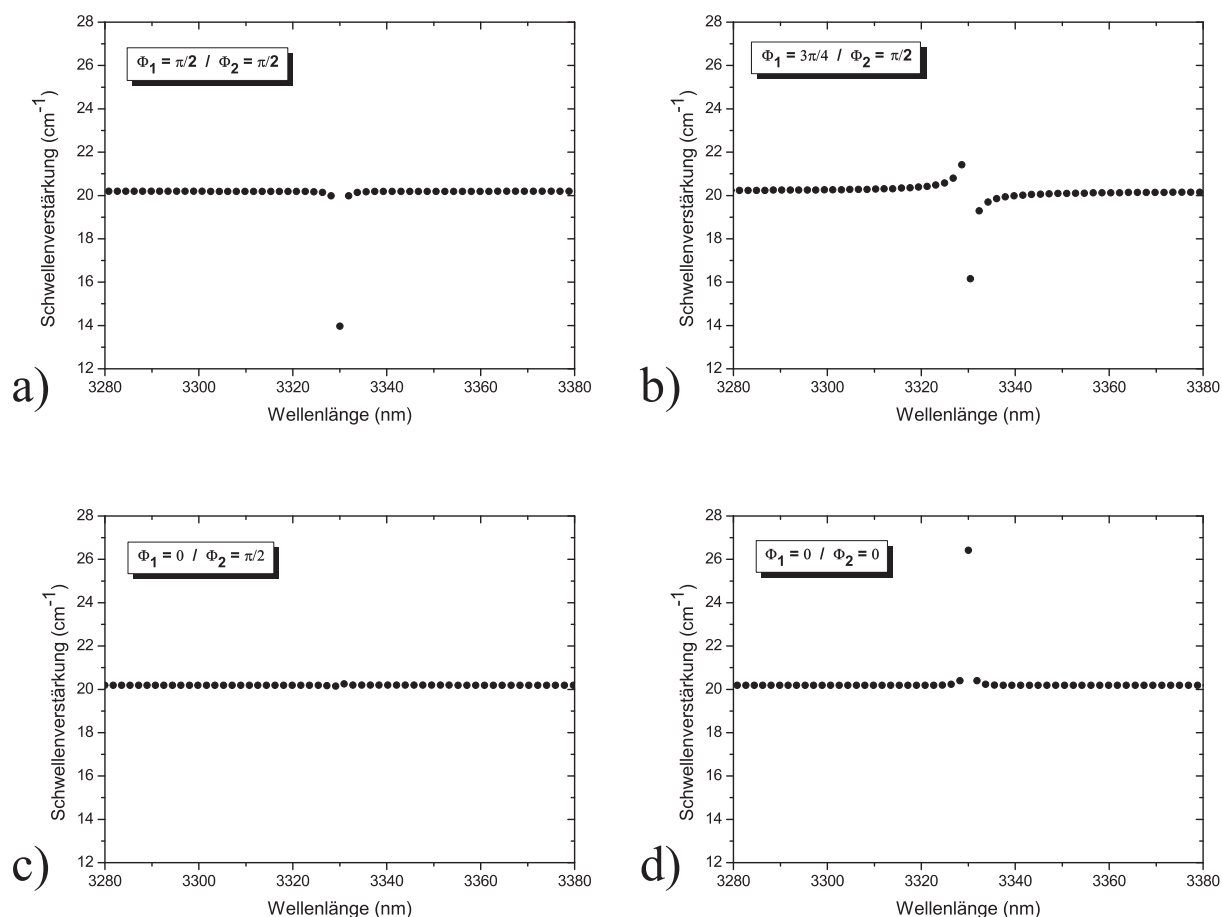 28
26
24
22
20
18
16
14
12
Schwellenverstärkung (cm⁻¹)
Φ₁ = π/2 / Φ₂ = π/2
3280 3300 3320 3340 3360 3380
Wellenlänge (nm)
a)
28
26
24
22
20
18
16
14
12
Schwellenverstärkung (cm⁻¹)
Φ₁ = 3π/4 / Φ₂ = π/2
3280 3300 3320 3340 3360 3380
Wellenlänge (nm)
b)
28
26
24
22
20
18
16
14
12
Schwellenverstärkung (cm⁻¹)
Φ₁ = 0 / Φ₂ = π/2
3280 3300 3320 3340 3360 3380
Wellenlänge (nm)
c)
28
26
24
22
20
18
16
14
12
Schwellenverstärkung (cm⁻¹)
Φ₁ = 0 / Φ₂ = 0
3280 3300 3320 3340 3360 3380
Wellenlänge (nm)
d)